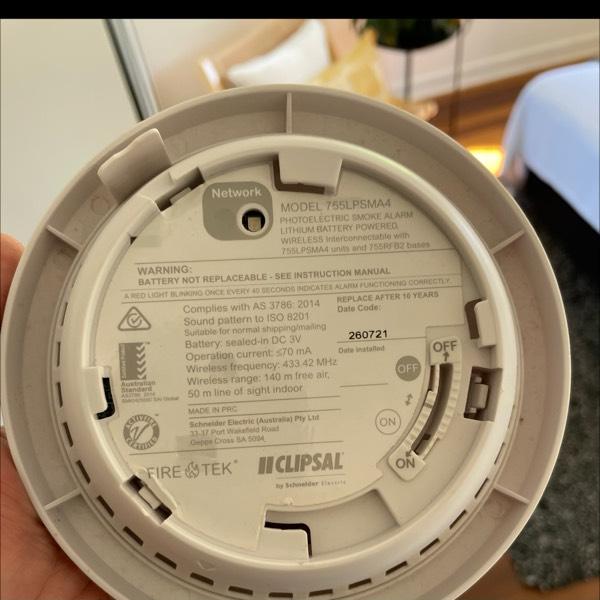 Network
MODEL 755LPSMA4
PHOTOELECTRIC SMOKE ALARM
LITHIUM BATTERY POWERED,
WIRELESS Interconnectable with
755LPSMA4 units and 755RFB2 bases
WARNING:
BATTERY NOT REPLACEABLE - SEE INSTRUCTION MANUAL
A RED LIGHT BLINKING ONCE EVERY 40 SECONDS INDICATES ALARM FUNCTIONING CORRECTLY.
Complies with AS 3786: 2014
Sound pattern to ISO 8201
Suitable for normal shipping/mailing
Battery: sealed-in DC 3V
Operation current: ≤70 mA
Wireless frequency: 433.42 MHz
Wireless range: 140 m free air,
50 m line of sight indoor.
REPLACE AFTER 10 YEARS
Date Code:
260721
Date installed
OFF
OFF
ON
ON
Australian
Standard
MADE IN PRC
Schneider Electric (Australia) Pty Ltd
33-37 Port Wakefield Road
Gepps Cross SA 5094,
ACTIVFIRE
CERTIFIED
FIRE TEK®
CLIPSAL®
by Schneider Electric